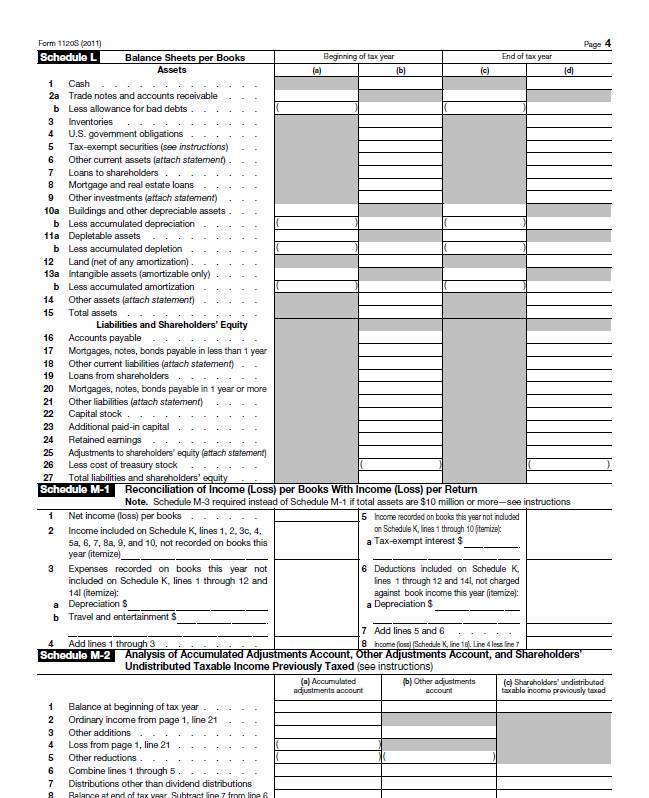 Form 1120S (2011) Page 4
Schedule L Balance Sheets per Books Beginning of tax year End of tax year
Assets (a) (b) (c) (d)
1 Cash . . . . . . . . . . . .
2a Trade notes and accounts receivable . . .
b Less allowance for bad debts . . . . . . ( ) ( )
3 Inventories . . . . . . . . . .
4 U.S. government obligations . . . . . .
5 Tax-exempt securities (see instructions) . .
6 Other current assets (attach statement) . . .
7 Loans to shareholders . . . . . . . .
8 Mortgage and real estate loans . . . . .
9 Other investments (attach statement) . . .
10a Buildings and other depreciable assets . . .
b Less accumulated depreciation . . . . . ( ) ( )
11a Depletable assets . . . . . . . . .
b Less accumulated depletion . . . . . . ( ) ( )
12 Land (net of any amortization) . . . . . .
13a Intangible assets (amortizable only) . . . .
b Less accumulated amortization . . . . . ( ) ( )
14 Other assets (attach statement) . . . . .
15 Total assets . . . . . . . . . . .
Liabilities and Shareholders' Equity
16 Accounts payable . . . . . . . . .
17 Mortgages, notes, bonds payable in less than 1 year
18 Other current liabilities (attach statement) . .
19 Loans from shareholders . . . . . . .
20 Mortgages, notes, bonds payable in 1 year or more
21 Other liabilities (attach statement) . . . .
22 Capital stock . . . . . . . . . . .
23 Additional paid-in capital . . . . . . .
24 Retained earnings . . . . . . . . .
25 Adjustments to shareholders' equity (attach statement)
26 Less cost of treasury stock . . . . . . ( ) ( )
27 Total liabilities and shareholders' equity . .
Schedule M-1 Reconciliation of Income (Loss) per Books With Income (Loss) per Return
Note. Schedule M-3 required instead of Schedule M-1 if total assets are $10 million or more—see instructions
1 Net income (loss) per books . . . . . .
2 Income included on Schedule K, lines 1, 2, 3c, 4,
5a, 6, 7, 8a, 9, and 10, not recorded on books this
year (itemize)
3 Expenses recorded on books this year not
included on Schedule K, lines 1 through 12 and
14l (itemize):
a Depreciation $
b Travel and entertainment $
4 Add lines 1 through 3 . . . . . . . .
5 Income recorded on books this year not included
on Schedule K, lines 1 through 10 (itemize):
a Tax-exempt interest $
6 Deductions included on Schedule K,
lines 1 through 12 and 14l, not charged
against book income this year (itemize):
a Depreciation $
7 Add lines 5 and 6 . . . . .
8 Income (loss) (Schedule K, line 18). Line 4 less line 7
Schedule M-2 Analysis of Accumulated Adjustments Account, Other Adjustments Account, and Shareholders'
Undistributed Taxable Income Previously Taxed (see instructions)
(a) Accumulated adjustments account (b) Other adjustments account (c) Shareholders' undistributed taxable income previously taxed
1 Balance at beginning of tax year . . . . .
2 Ordinary income from page 1, line 21 . . .
3 Other additions . . . . . . . . .
4 Loss from page 1, line 21 . . . . . . . ( )
5 Other reductions . . . . . . . . . ( ) ( )
6 Combine lines 1 through 5 . . . . . . .
7 Distributions other than dividend distributions
8 Balance at end of tax year. Subtract line 7 from line 6